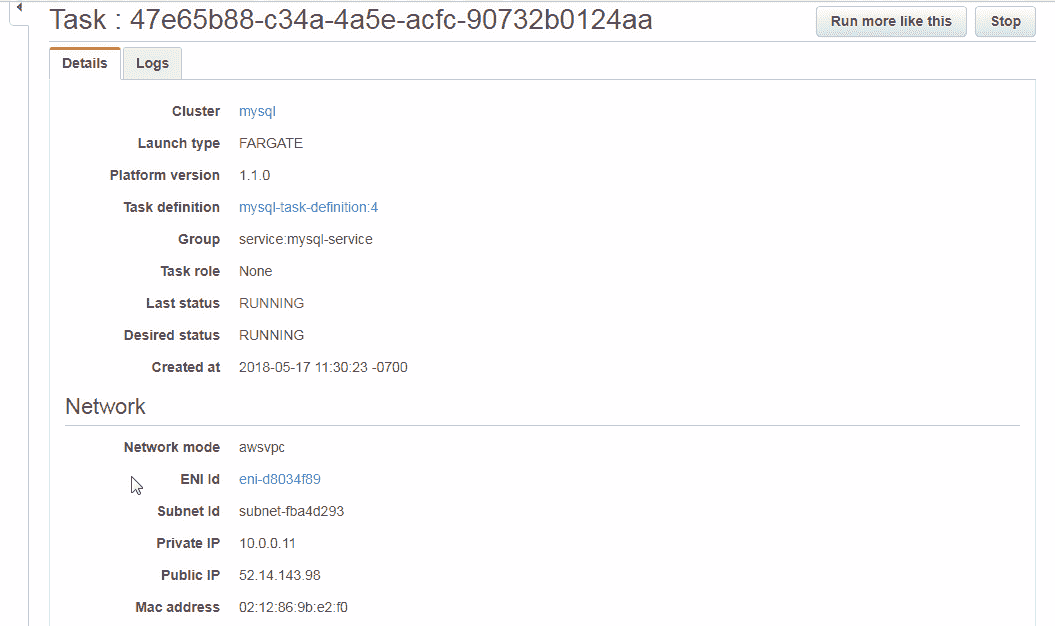 Task : 47e65b88-c34a-4a5e-acfc-90732b0124aa
Run more like this
Stop
Details
Logs
Cluster mysql
Launch type FARGATE
Platform version 1.1.0
Task definition mysql-task-definition:4
Group service:mysql-service
Task role None
Last status RUNNING
Desired status RUNNING
Created at 2018-05-17 11:30:23 -0700
Network
Network mode awsvpc
ENI Id eni-d8034f89
Subnet Id subnet-fba4d293
Private IP 10.0.0.11
Public IP 52.14.143.98
Mac address 02:12:86:9b:e2:f0